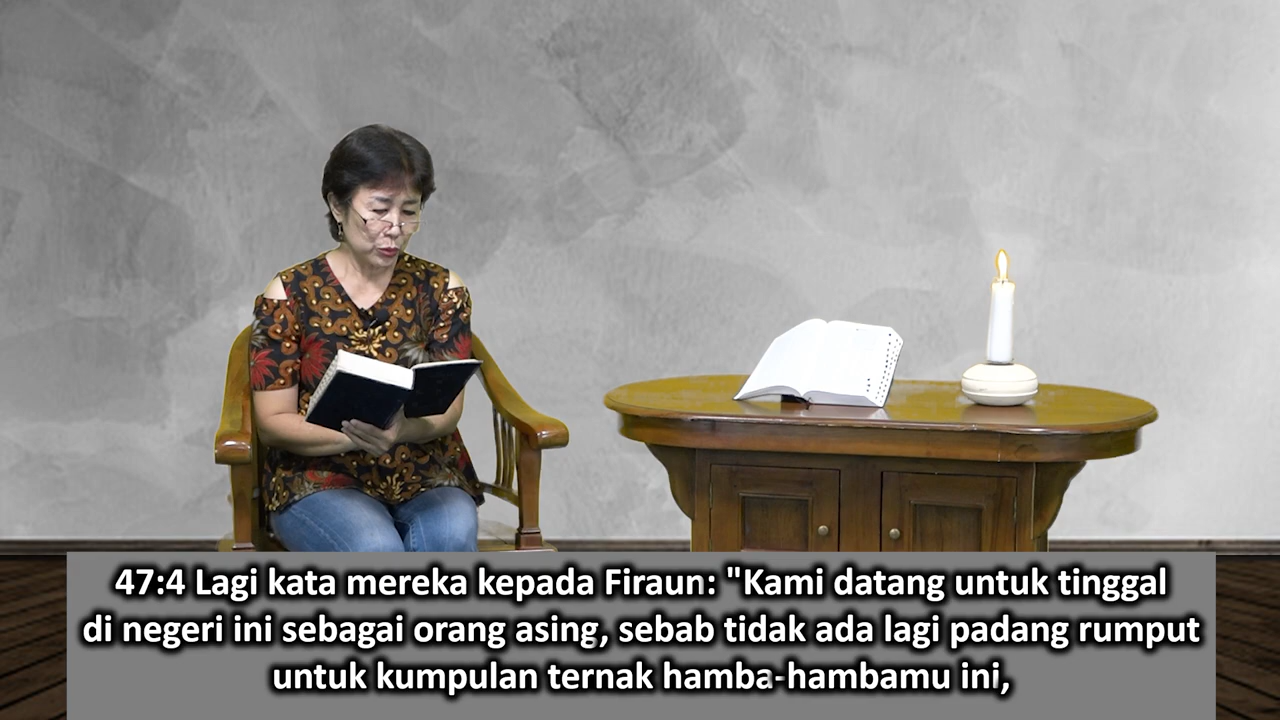 47:4 Lagi kata mereka kepada Firaun: "Kami datang untuk tinggal
di negeri ini sebagai orang asing, sebab tidak ada lagi padang rumput
untuk kumpulan ternak hamba-hambamu ini,